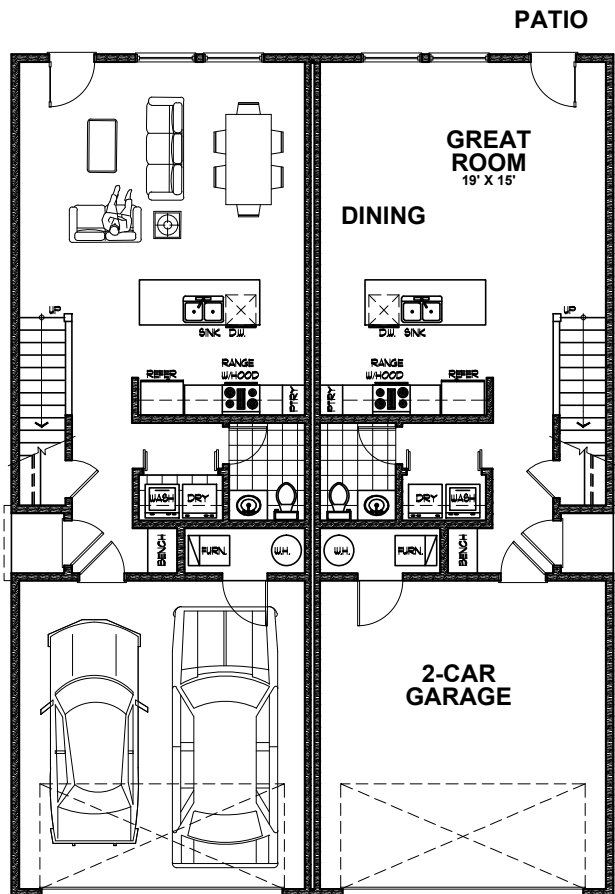 PATIO
GREAT
ROOM
19' X 15'
DINING
UP
SINK D.W.
D.W. SINK
UP
REFER
RANGE
W/HOOD
PTRY
PTRY
RANGE
W/HOOD
REFER
WASH
DRY
DRY
WASH
BENCH
FURN.
W.H.
W.H.
FURN.
BENCH
2-CAR
GARAGE